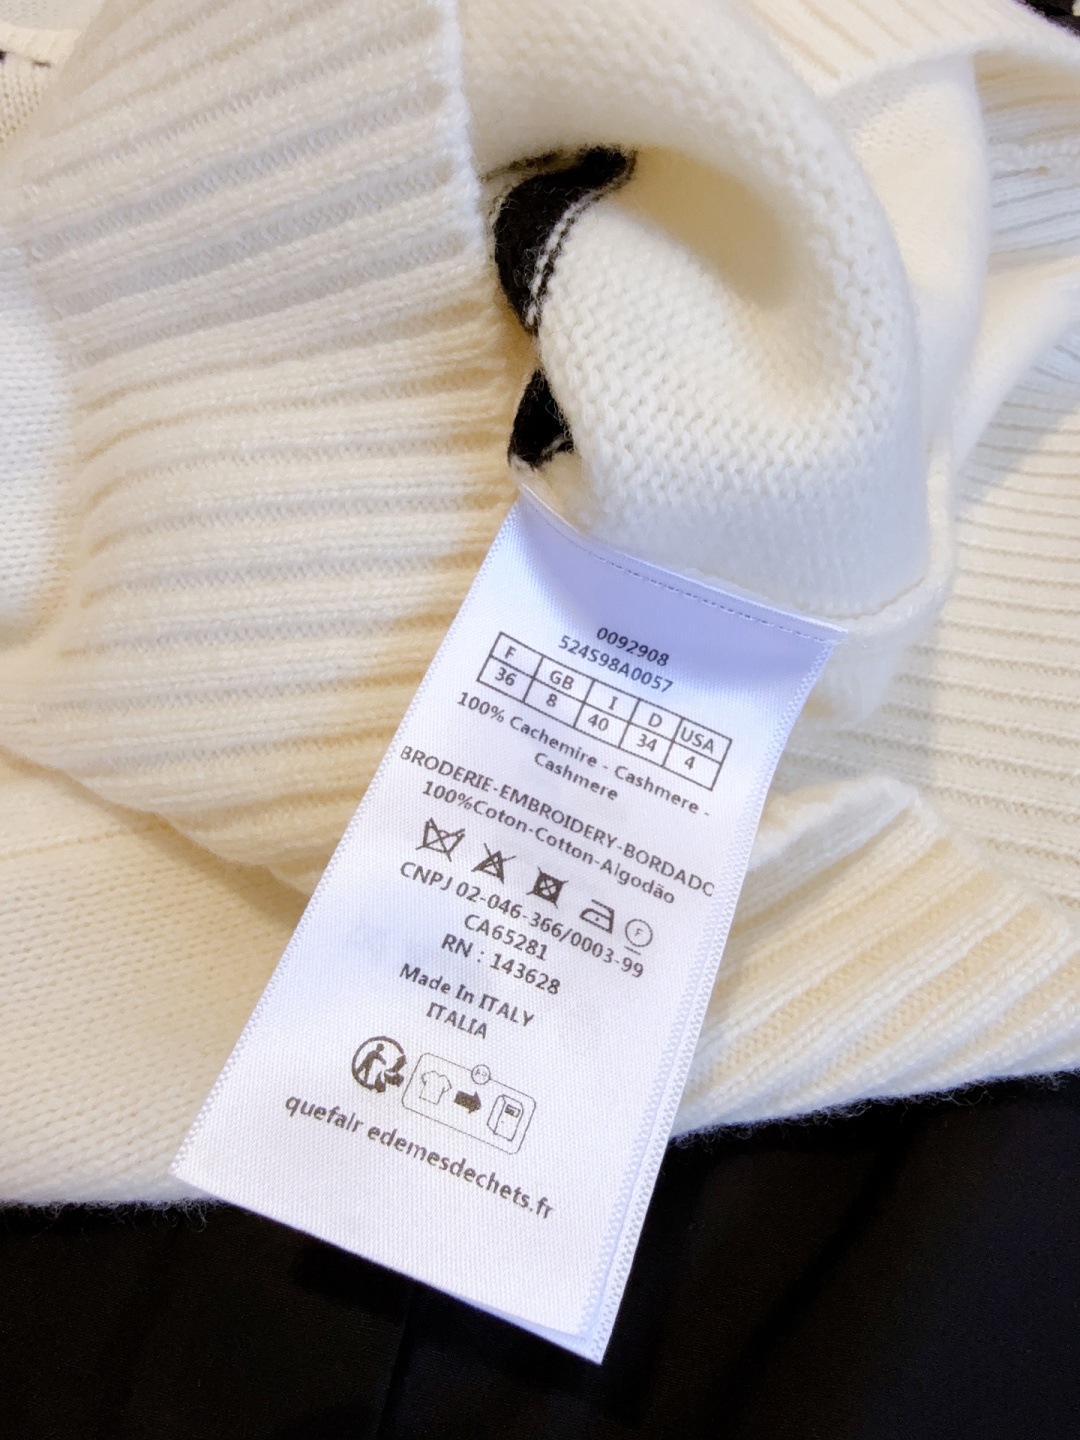 0092908
524S98A0057
F GB I D USA
36 8 40 34 4
100% Cachemire - Cashmere -
Cashmere
BRODERIE-EMBROIDERY-BORDADO
100%Coton-Cotton-Algodão
F
CNPJ 02-046-366/0003-99
CA65281
RN : 143628
Made In ITALY
ITALIA
quefair edemesdechets.fr